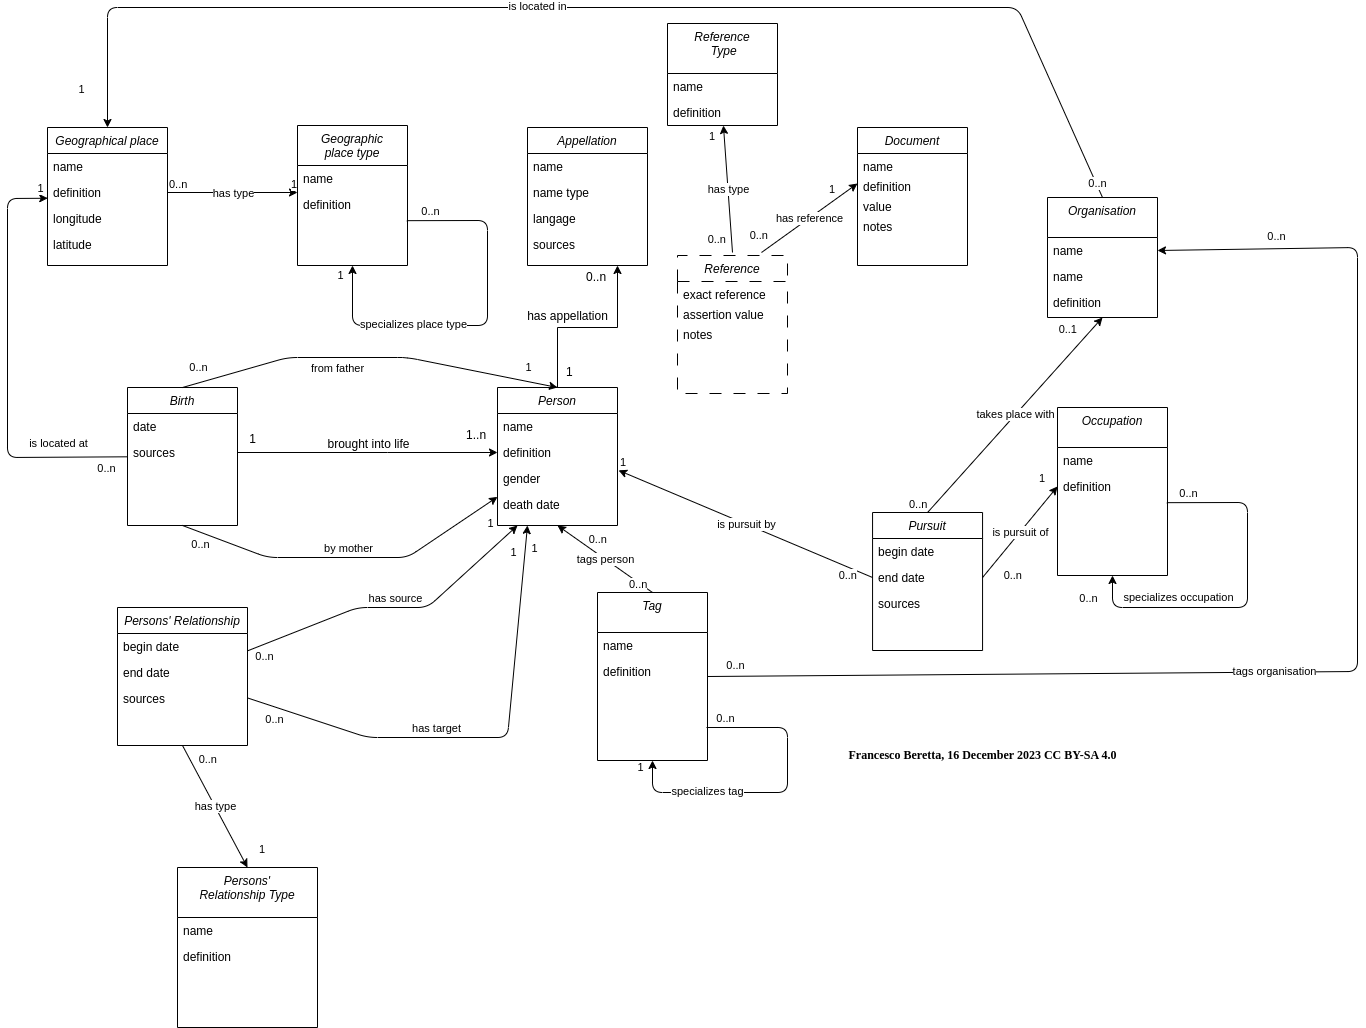 is located in
1
Reference
Type
name
definition
1
Geographical place
name
definition
longitude
latitude
1
0..n
has type
1
Geographic
place type
name
definition
0..n
1
specializes place type
Appellation
name
name type
langage
sources
0..n
has appellation
1
has type
0..n
Document
name
definition
value
notes
1
has reference
0..n
Reference
exact reference
assertion value
notes
0..n
Organisation
name
name
definition
0..n
0..1
takes place with
0..n
from father
1
Birth
date
sources
is located at
0..n
1
brought into life
1..n
Person
name
definition
gender
death date
0..n
by mother
1
1
1
1
is pursuit by
0..n
Pursuit
begin date
end date
sources
0..n
1
is pursuit of
0..n
Occupation
name
definition
0..n
0..n
specializes occupation
0..n
tags person
0..n
Tag
name
definition
0..n
tags organisation
0..n
1
specializes tag
Persons' Relationship
begin date
end date
sources
has source
0..n
0..n
has target
0..n
has type
1
Persons'
Relationship Type
name
definition
Francesco Beretta, 16 December 2023 CC BY-SA 4.0